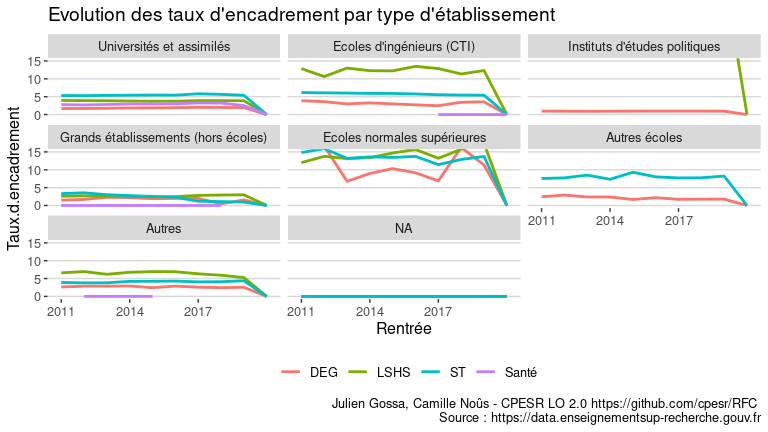 Evolution des taux d'encadrement par type d'établissement
Universités et assimilés
Ecoles d'ingénieurs (CTI)
Instituts d'études politiques
15
10
5
0
Grands établissements (hors écoles)
Ecoles normales supérieures
Autres écoles
15
10
5
0
2011 2014 2017
Autres
NA
15
10
5
0
2011 2014 2017
2011 2014 2017
Taux.d.encadrement
Rentrée
DEG LSHS ST Santé
Julien Gossa, Camille Noûs - CPESR LO 2.0 https://github.com/cpesr/RFC
Source : https://data.enseignementsup-recherche.gouv.fr